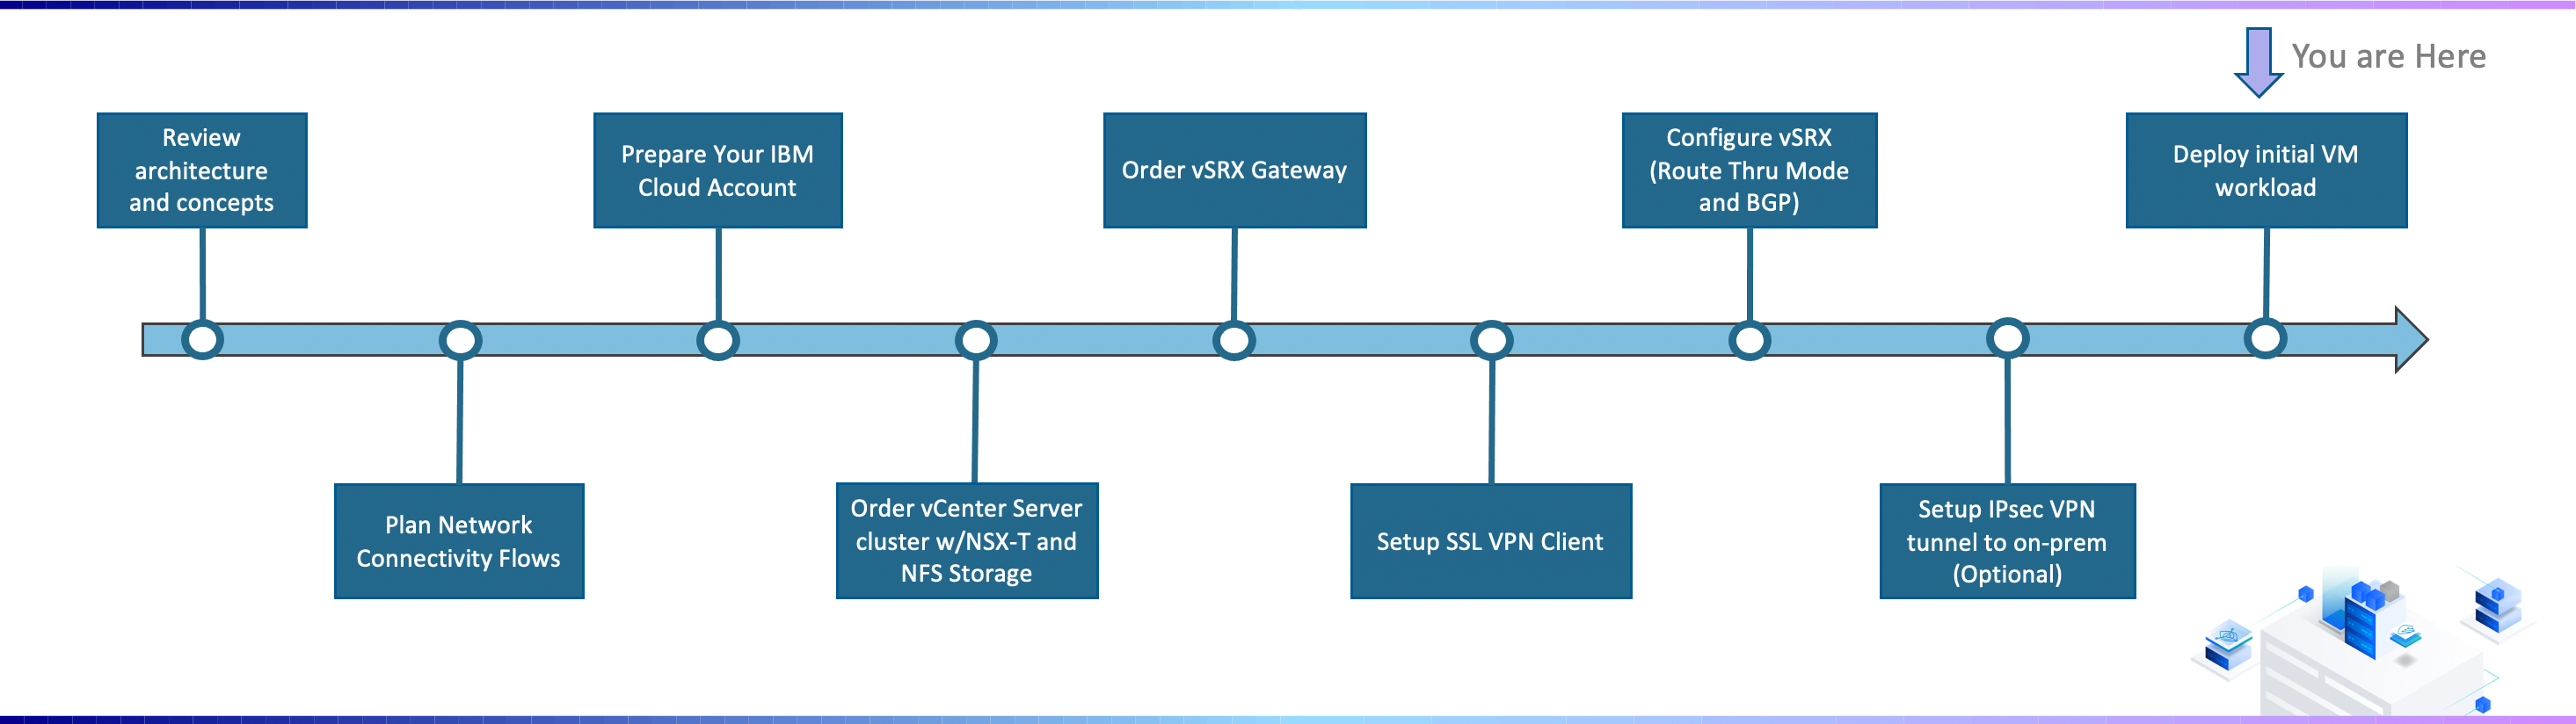 You are Here
Review
architecture
and concepts
Prepare Your IBM
Cloud Account
Order vSRX Gateway
Configure vSRX
(Route Thru Mode
and BGP)
Deploy initial VM
workload
Plan Network
Connectivity Flows
Order vCenter Server
cluster w/NSX-T and
NFS Storage
Setup SSL VPN Client
Setup IPsec VPN
tunnel to on-prem
(Optional)